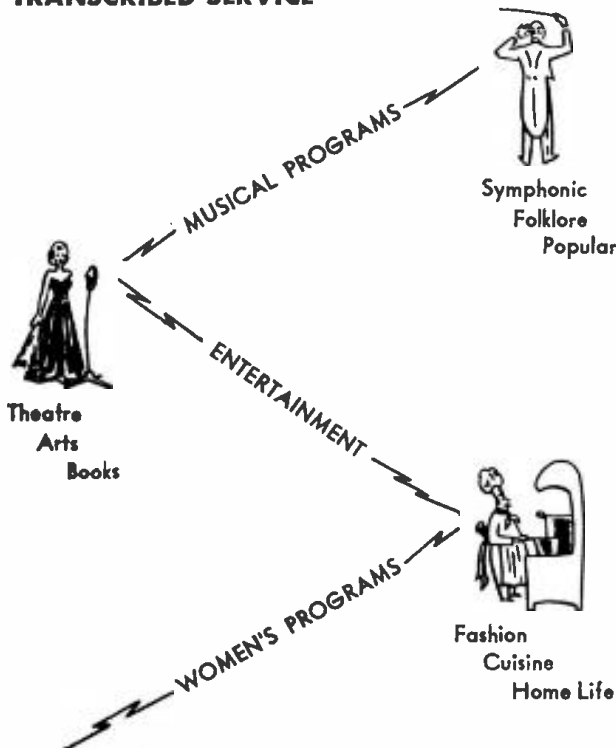 TRANSCRIBED SERVICE
MUSICAL PROGRAMS
Symphonic
Folklore
Popular
ENTERTAINMENT
Theatre
Arts
Books
WOMEN'S PROGRAMS
Fashion
Cuisine
Home Life